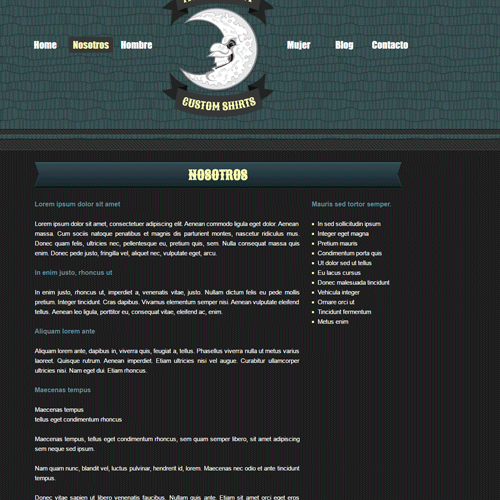 Home
Nosotros
Hombre
Mujer
Blog
Contacto
CUSTOM SHIRTS
NOSOTROS
Lorem ipsum dolor sit amet
Lorem ipsum dolor sit amet, consectetuer adipiscing elit. Aenean commodo ligula eget dolor. Aenean
massa. Cum sociis natoque penatibus et magnis dis parturient montes, nascetur ridiculus mus.
Donec quam felis, ultricies nec, pellentesque eu, pretium quis, sem. Nulla consequat massa quis
enim. Donec pede justo, fringilla vel, aliquet nec, vulputate eget, arcu.
In enim justo, rhoncus ut
In enim justo, rhoncus ut, imperdiet a, venenatis vitae, justo. Nullam dictum felis eu pede mollis
pretium. Integer tincidunt. Cras dapibus. Vivamus elementum semper nisi. Aenean vulputate eleifend
tellus. Aenean leo ligula, porttitor eu, consequat vitae, eleifend ac, enim.
Aliquam lorem ante
Aliquam lorem ante, dapibus in, viverra quis, feugiat a, tellus. Phasellus viverra nulla ut metus varius
laoreet. Quisque rutrum. Aenean imperdiet. Etiam ultricies nisi vel augue. Curabitur ullamcorper
ultricies nisi. Nam eget dui. Etiam rhoncus.
Maecenas tempus
Maecenas tempus
tellus eget condimentum rhoncus
Maecenas tempus, tellus eget condimentum rhoncus, sem quam semper libero, sit amet adipiscing
sem neque sed ipsum.
Nam quam nunc, blandit vel, luctus pulvinar, hendrerit id, lorem. Maecenas nec odio et ante tincidunt
tempus.
Donec vitae sapien ut libero venenatis faucibus. Nullam quis ante. Etiam sit amet orci eget eros
Mauris sed tortor semper.
In sed sollicitudin ipsum
Integer eget magna
Pretium mauris
Condimentum porta quis
Ut dolor sed ut tellus
Eu lacus cursus
Donec malesuada tincidunt
Vehicula integer
Ornare orci ut
Tincidunt fermentum
Metus enim